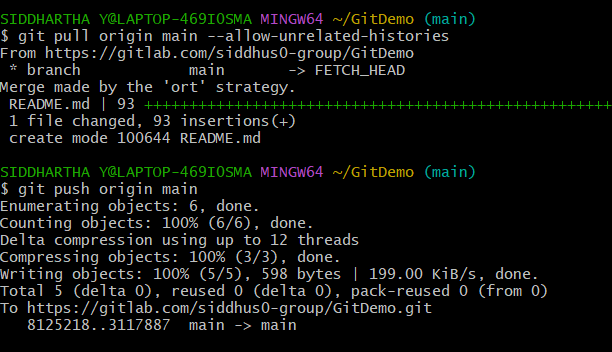 SIDDHARTHA Y@LAPTOP-469IOSMA MINGW64 ~/GitDemo (main)
$ git pull origin main --allow-unrelated-histories
From https://gitlab.com/siddhus0-group/GitDemo
 * branch            main       -> FETCH_HEAD
Merge made by the 'ort' strategy.
 README.md | 93 ++++++++++++++++++++++++++++++++++++++++++++++++++++
 1 file changed, 93 insertions(+)
 create mode 100644 README.md
SIDDHARTHA Y@LAPTOP-469IOSMA MINGW64 ~/GitDemo (main)
$ git push origin main
Enumerating objects: 6, done.
Counting objects: 100% (6/6), done.
Delta compression using up to 12 threads
Compressing objects: 100% (3/3), done.
Writing objects: 100% (5/5), 598 bytes | 199.00 KiB/s, done.
Total 5 (delta 0), reused 0 (delta 0), pack-reused 0 (from 0)
To https://gitlab.com/siddhus0-group/GitDemo.git
   8125218..3117887  main -> main